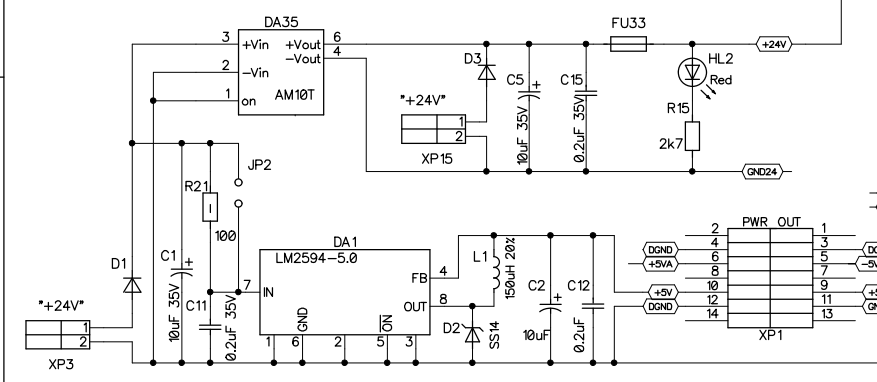 DA35
FU33
3 +Vin +Vout 6
2 −Vin −Vout 4
1 on
AM10T
D3
"+24V"
1
2
XP15
C5
+
10uF 35V
C15
0.2uF 35V
HL2
Red
R15
2k7
+24V
GND24
JP2
R21
100
D1
C1
+
10uF 35V
C11
0.2uF 35V
"+24V"
1
2
XP3
DA1
LM2594-5.0
7 IN
FB 4
OUT 8
GND
ON
1 6 2 5 3
L1
150uH 20%
D2
SS14
C2
+
10uF
C12
0.2uF
PWR OUT
2 1
DGND 4 3
+5VA 6 5 -5V
8 7
+5V 10 9
DGND 12 11
14 13
XP1